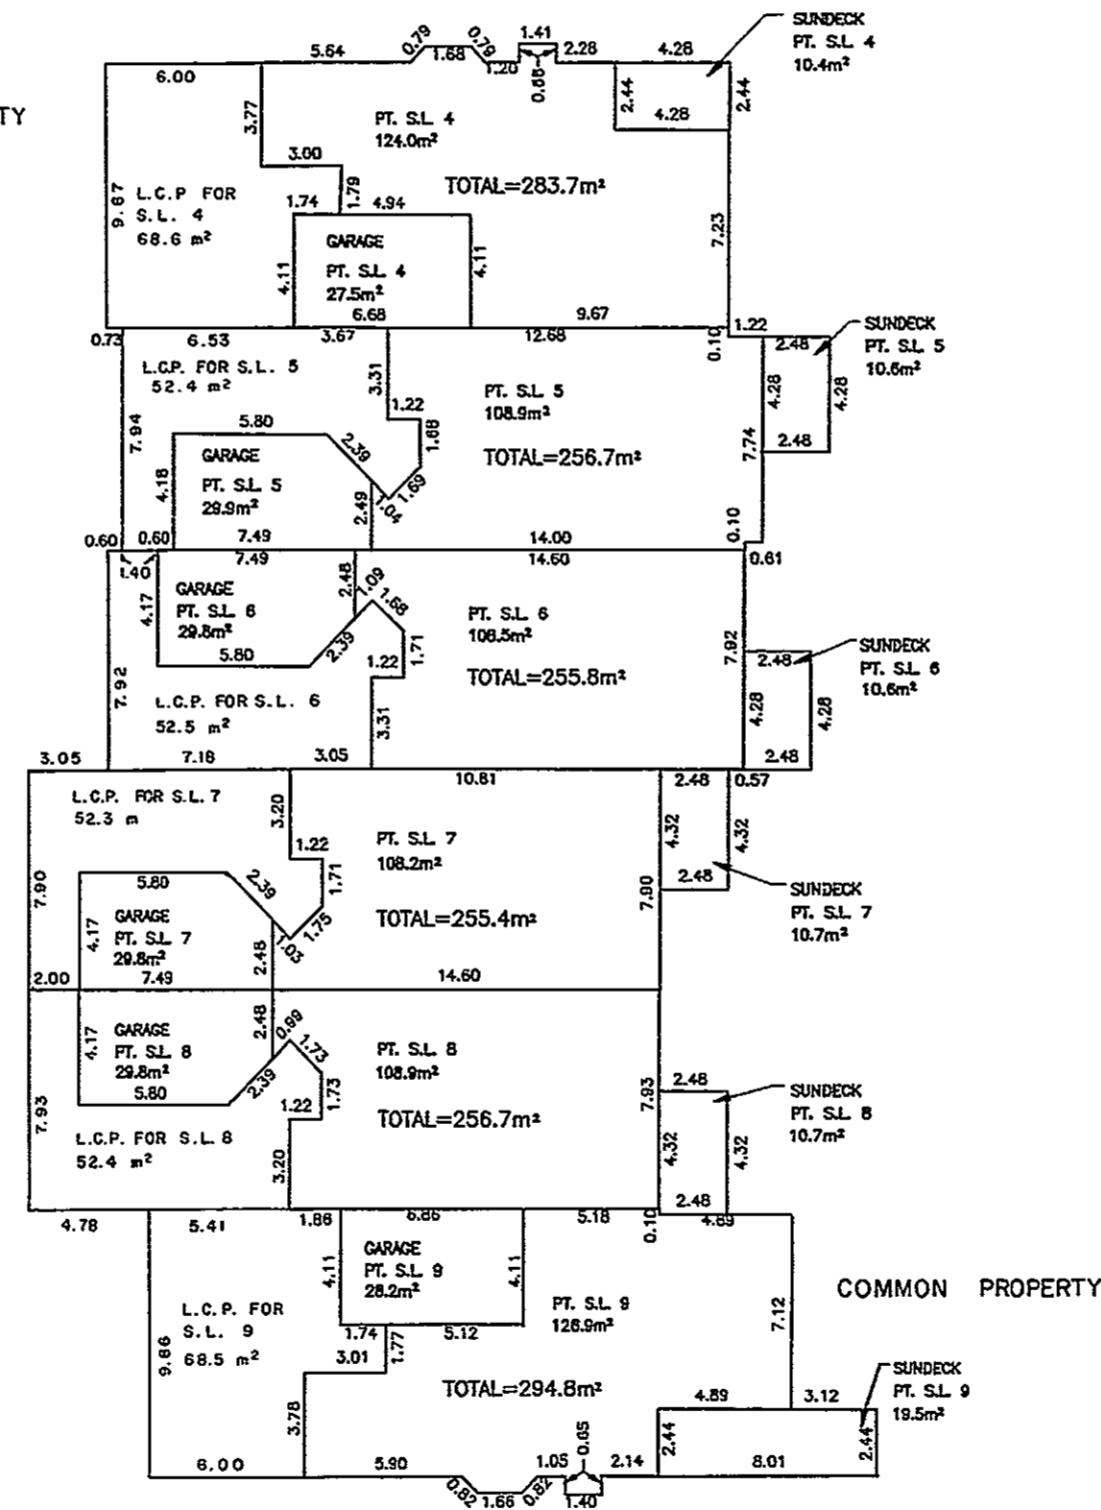 SUNDECK
PT. S.L. 4
10.4m²
1.41
0.79
1.68
0.79
5.64
1.20
2.28
4.28
0.66
6.00
TY
3.77
PT. S.L. 4
124.0m²
2.44
2.44
4.28
3.00
TOTAL=283.7m²
9.67
L.C.P FOR
S.L. 4
68.6 m²
1.79
1.74
4.94
7.23
GARAGE
PT. S.L. 4
27.5m²
4.11
4.11
6.68
9.67
0.73
6.53
3.67
12.68
0.10
1.22
SUNDECK
PT. S.L. 5
10.6m²
2.48
L.C.P. FOR S.L. 5
52.4 m²
3.31
PT. S.L. 5
108.9m²
4.28
4.28
1.22
1.68
7.94
5.80
2.39
7.74
2.48
GARAGE
PT. S.L. 5
29.9m²
TOTAL=256.7m²
4.18
1.69
1.04
2.49
0.10
0.60
0.60
7.49
14.00
1.40
7.49
14.60
0.61
GARAGE
PT. S.L. 6
29.8m²
4.17
2.48
1.09
1.68
PT. S.L. 6
108.5m²
7.92
SUNDECK
PT. S.L. 6
10.6m²
2.48
5.80
2.39
1.71
1.22
TOTAL=255.8m²
7.92
L.C.P. FOR S.L. 6
52.5 m²
3.31
4.28
4.28
3.05
7.18
3.05
2.48
10.81
2.48
0.57
L.C.P. FOR S.L. 7
52.3 m
3.20
PT. S.L. 7
108.2m²
4.32
4.32
1.22
1.71
7.90
5.80
2.39
7.90
2.48
SUNDECK
PT. S.L. 7
10.7m²
GARAGE
PT. S.L. 7
29.8m²
4.17
TOTAL=255.4m²
1.75
1.03
2.48
2.00
7.49
14.60
GARAGE
PT. S.L. 8
29.8m²
4.17
2.48
0.99
1.73
PT. S.L. 8
108.9m²
7.93
2.48
SUNDECK
PT. S.L. 8
10.7m²
5.80
2.39
1.73
1.22
TOTAL=256.7m²
7.93
L.C.P. FOR S.L. 8
52.4 m²
3.20
4.32
4.32
2.48
4.78
5.41
1.86
6.86
5.18
0.10
4.89
GARAGE
PT. S.L. 9
28.2m²
4.11
4.11
COMMON PROPERTY
L.C.P. FOR
S.L. 9
68.5 m²
PT. S.L. 9
126.9m²
7.12
9.86
1.74
5.12
1.77
3.01
TOTAL=294.8m²
3.78
4.89
3.12
SUNDECK
PT. S.L. 9
19.5m²
2.44
2.44
6.00
5.90
1.05
0.65
2.14
8.01
0.82
1.66
0.82
1.40